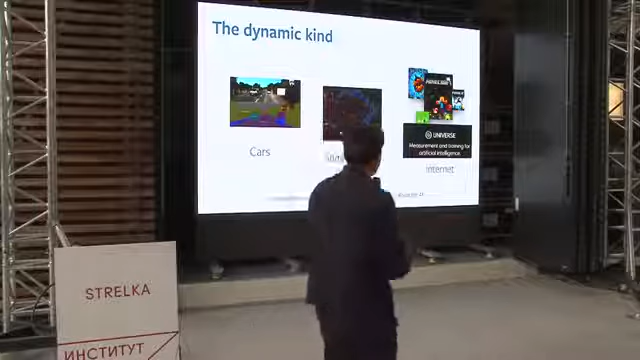 The dynamic kind
Cars
Internet
UNIVERSE
Measurement and training for
artificial intelligence.
STRELKA
ИНСТИТУТ